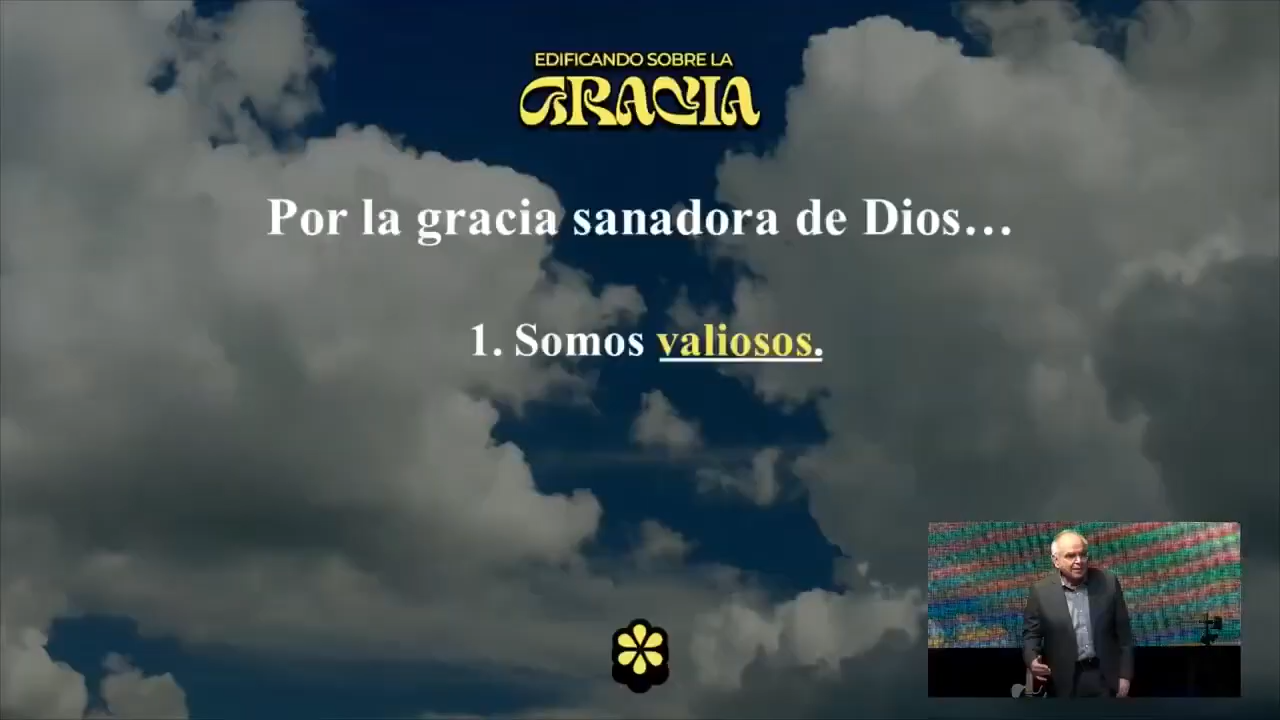 EDIFICANDO SOBRE LA
GRACIA
Por la gracia sanadora de Dios…
1. Somos valiosos.